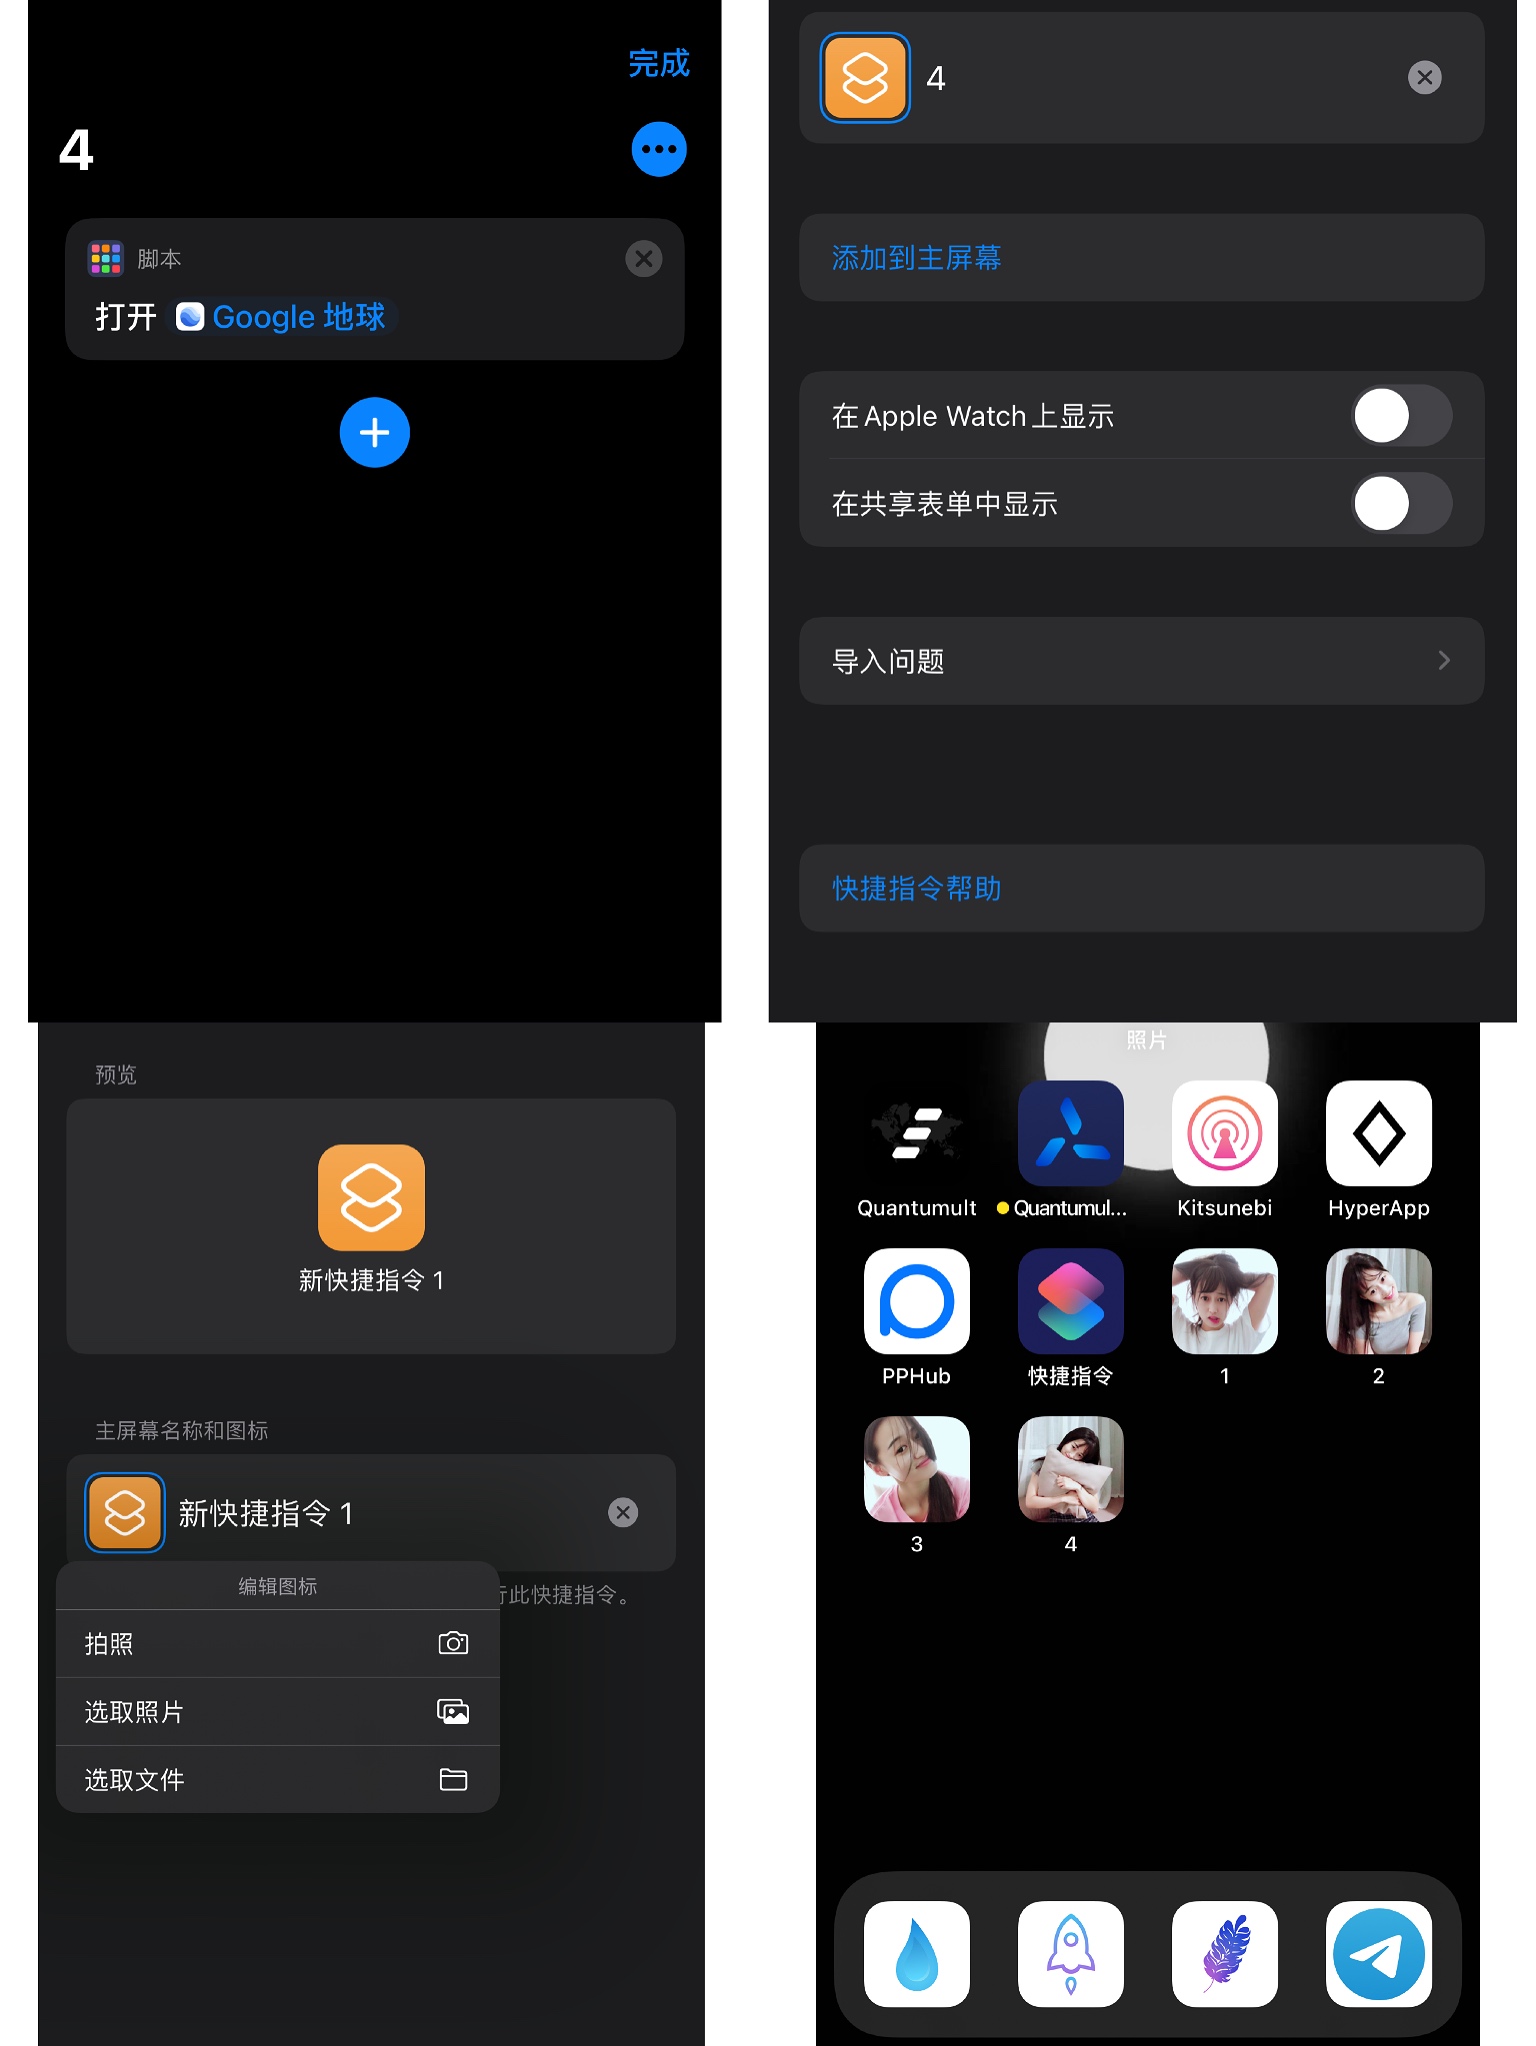 完成
4
脚本
打开 Google 地球
4
添加到主屏幕
在 Apple Watch 上显示
在共享表单中显示
导入问题
快捷指令帮助
预览
新快捷指令 1
主屏幕名称和图标
新快捷指令 1
行此快捷指令。
编辑图标
拍照
选取照片
选取文件
照片
Quantumult
Quantumul...
Kitsunebi
HyperApp
PPHub
快捷指令
1
2
3
4